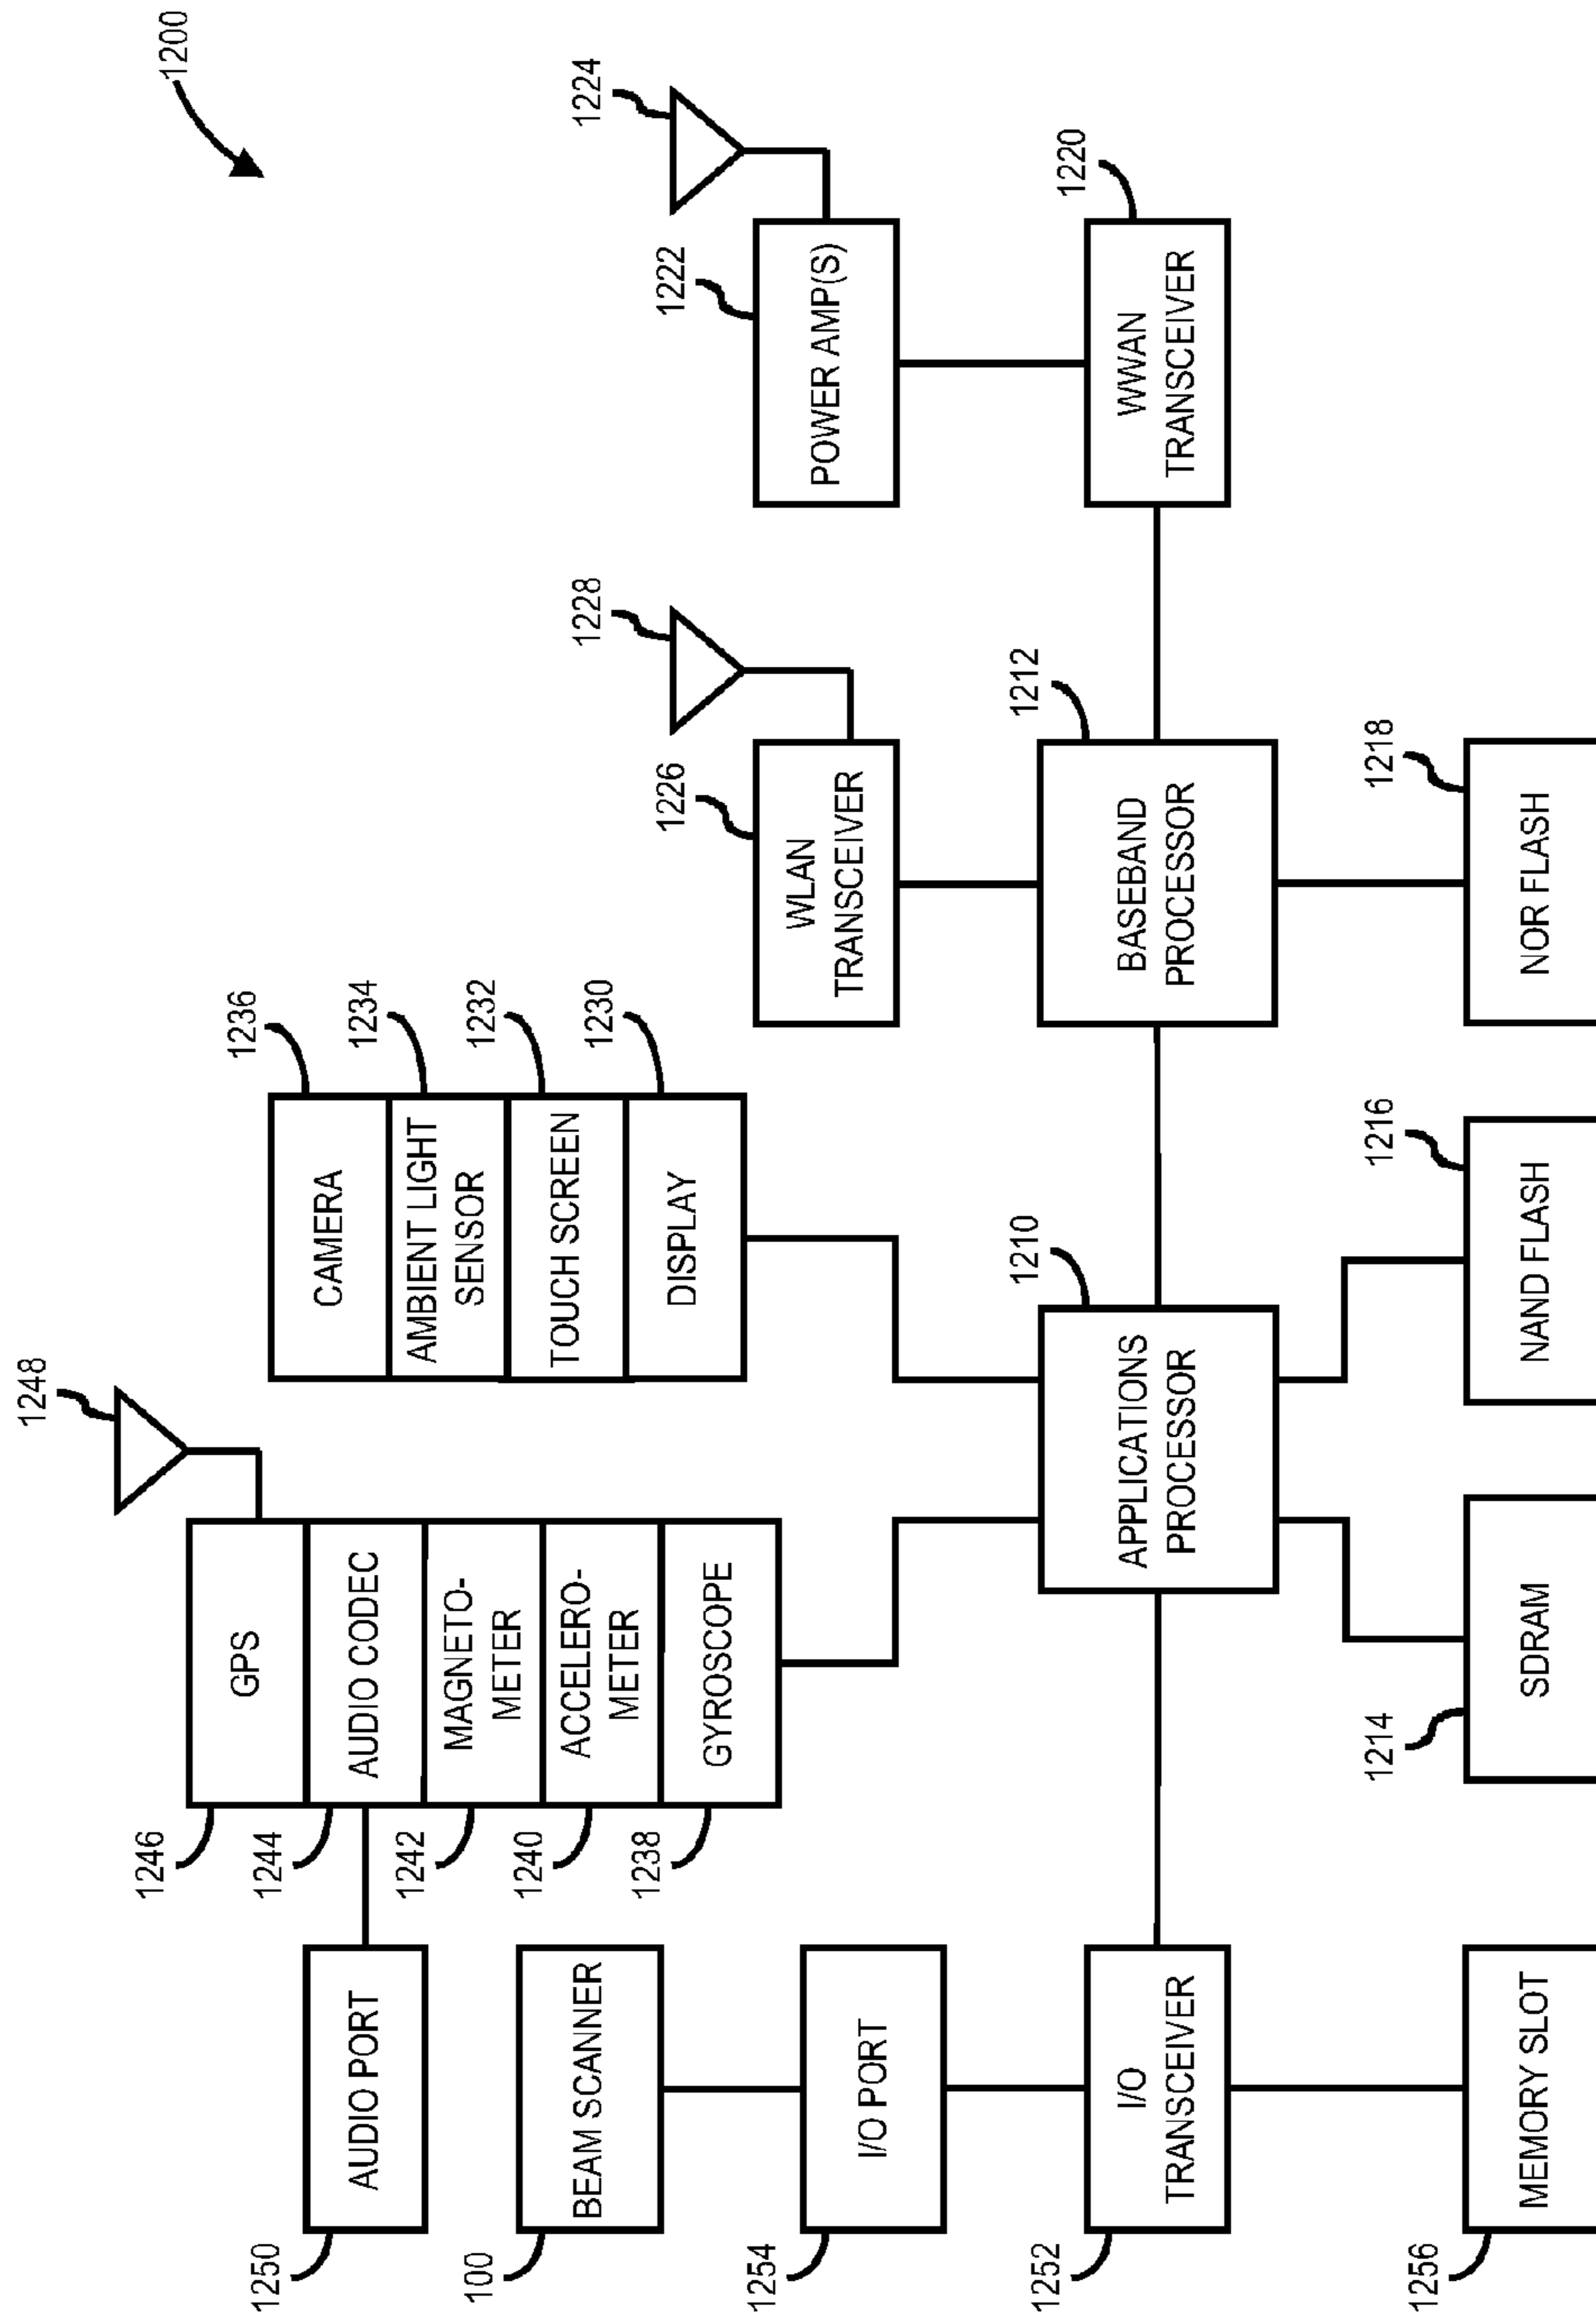 1200
1248
1224
1228
1236
1234
1232
1230
1222
1226
CAMERA
AMBIENT LIGHT
SENSOR
TOUCH SCREEN
DISPLAY
1246
1244
1242
1240
1238
GPS
AUDIO CODEC
MAGNETO-
METER
ACCELERO-
METER
GYROSCOPE
1250
AUDIO PORT
100
BEAM SCANNER
WLAN
TRANSCEIVER
POWER AMP(S)
1254
I/O PORT
1210
1212
1220
1252
I/O
TRANSCEIVER
APPLICATIONS
PROCESSOR
BASEBAND
PROCESSOR
WWAN
TRANSCEIVER
1214
1216
1218
1256
MEMORY SLOT
SDRAM
NAND FLASH
NOR FLASH